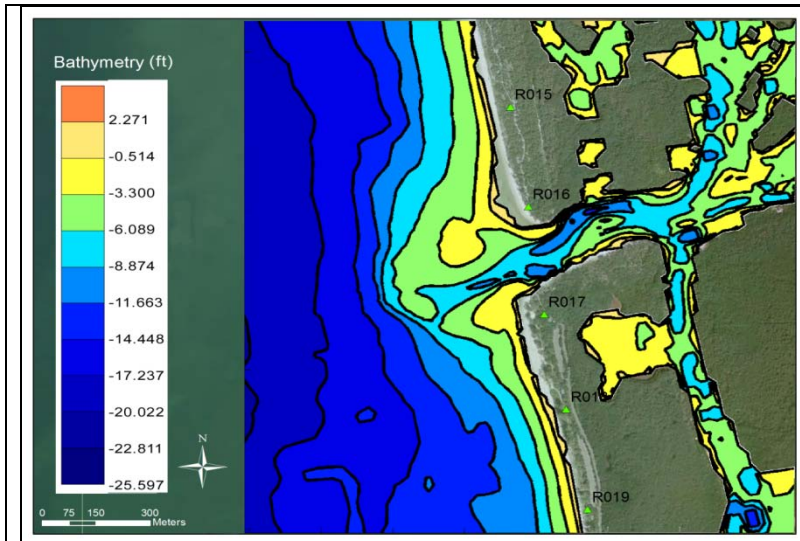 Bathymetry (ft)
2.271
-0.514
-3.300
-6.089
-8.874
-11.663
-14.448
-17.237
-20.022
-22.811
-25.597
N
0 75 150 300
Meters
R015
R016
R017
R018
R019